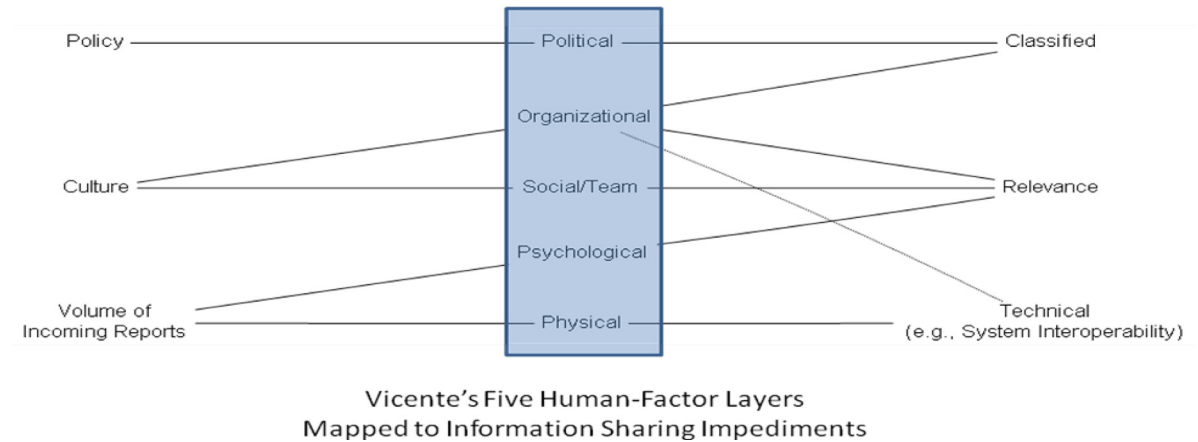 Policy Political Classified
Organizational
Culture Social/Team Relevance
Psychological
Volume of
Incoming Reports
Physical
Technical
(e.g., System Interoperability)
Vicente's Five Human-Factor Layers
Mapped to Information Sharing Impediments